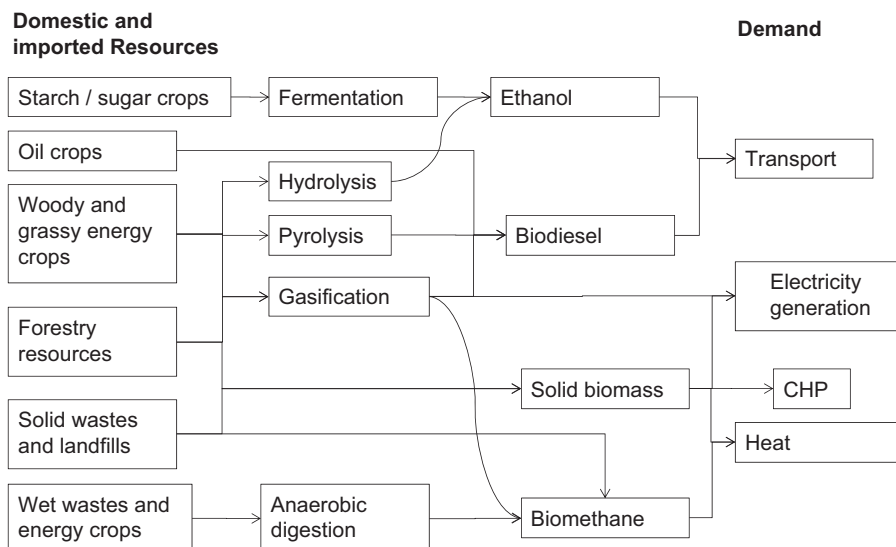 Domestic and
imported Resources
Demand
Starch / sugar crops
Fermentation
Ethanol
Oil crops
Transport
Hydrolysis
Woody and
grassy energy
crops
Pyrolysis
Biodiesel
Gasification
Electricity
generation
Forestry
resources
Solid biomass
CHP
Solid wastes
and landfills
Heat
Wet wastes and
energy crops
Anaerobic
digestion
Biomethane